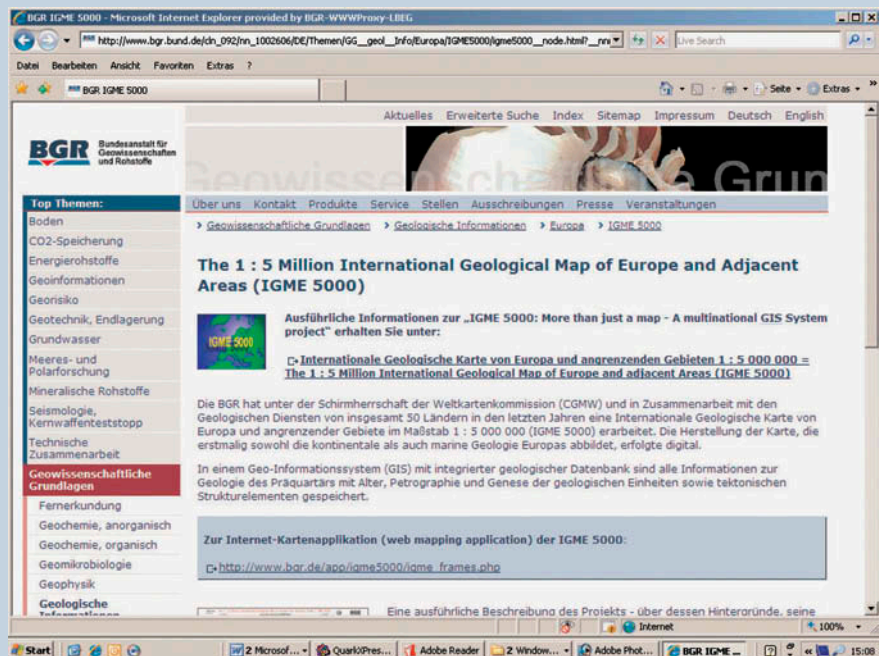 BGR IGME 5000 - Microsoft Internet Explorer provided by BGR-WWWProxy-LBEG
http://www.bgr.bund.de/cln_092/nn_1002606/DE/Themen/GG__geol__Info/Europa/IGME5000/igme5000__node.html?__nn
Live Search
Datei Bearbeiten Ansicht Favoriten Extras ?
BGR IGME 5000
Seite
Extras
Aktuelles Erweiterte Suche Index Sitemap Impressum Deutsch English
BGR
Bundesanstalt für
Geowissenschaften
und Rohstoffe
Geowissenschaftliche Grun
Top Themen:
Boden
CO2-Speicherung
Energierohstoffe
Geoinformationen
Georisiko
Geotechnik, Endlagerung
Grundwasser
Meeres- und
Polarforschung
Mineralische Rohstoffe
Seismologie,
Kernwaffenteststopp
Technische
Zusammenarbeit
Geowissenschaftliche
Grundlagen
Fernerkundung
Geochemie, anorganisch
Geochemie, organisch
Geomikrobiologie
Geophysik
Geologische
Informationen
Über uns Kontakt Produkte Service Stellen Ausschreibungen Presse Veranstaltungen
> Geowissenschaftliche Grundlagen > Geologische Informationen > Europa > IGME 5000
The 1 : 5 Million International Geological Map of Europe and Adjacent
Areas (IGME 5000)
IGME 5000
Ausführliche Informationen zur „IGME 5000: More than just a map - A multinational GIS System
project" erhalten Sie unter:
Internationale Geologische Karte von Europa und angrenzenden Gebieten 1 : 5 000 000 =
The 1 : 5 Million International Geological Map of Europe and adjacent Areas (IGME 5000)
Die BGR hat unter der Schirmherrschaft der Weltkartenkommission (CGMW) und in Zusammenarbeit mit den
Geologischen Diensten von insgesamt 50 Ländern in den letzten Jahren eine Internationale Geologische Karte von
Europa und angrenzender Gebiete im Maßstab 1 : 5 000 000 (IGME 5000) erarbeitet. Die Herstellung der Karte, die
erstmalig sowohl die kontinentale als auch marine Geologie Europas abbildet, erfolgte digital.
In einem Geo-Informationssystem (GIS) mit integrierter geologischer Datenbank sind alle Informationen zur
Geologie des Präquartärs mit Alter, Petrographie und Genese der geologischen Einheiten sowie tektonischen
Strukturelementen gespeichert.
Zur Internet-Kartenapplikation (web mapping application) der IGME 5000:
http://www.bgr.de/app/igme5000/igme_frames.php
Eine ausführliche Beschreibung des Projekts - über dessen Hintergründe, seine
Internet
100%
Start
2 Microsof...
QuarkXPres...
Adobe Reader
2 Window...
Adobe Phot...
BGR IGME ...
15:08